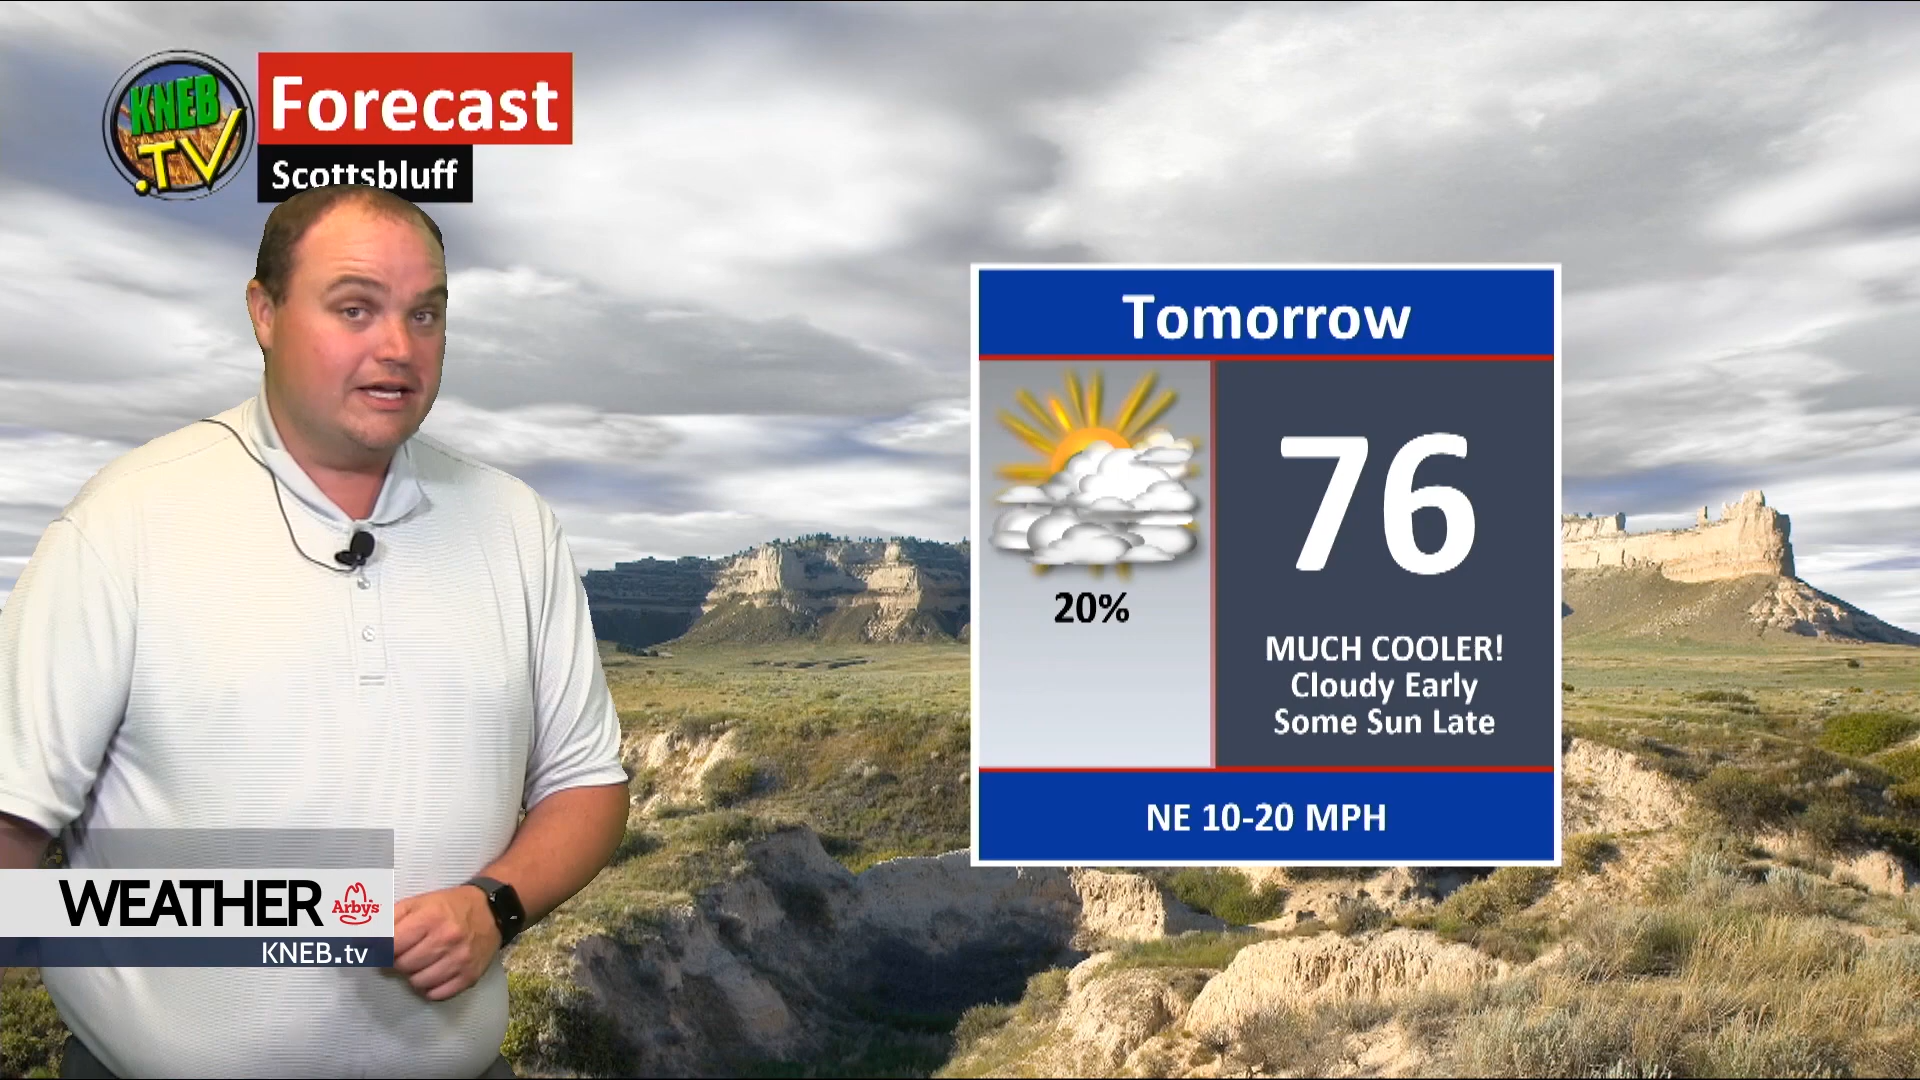 KNEB
.TV
Forecast
Scottsbluff
Tomorrow
20%
76
MUCH COOLER!
Cloudy Early
Some Sun Late
NE 10-20 MPH
WEATHER
Arby's
KNEB.tv